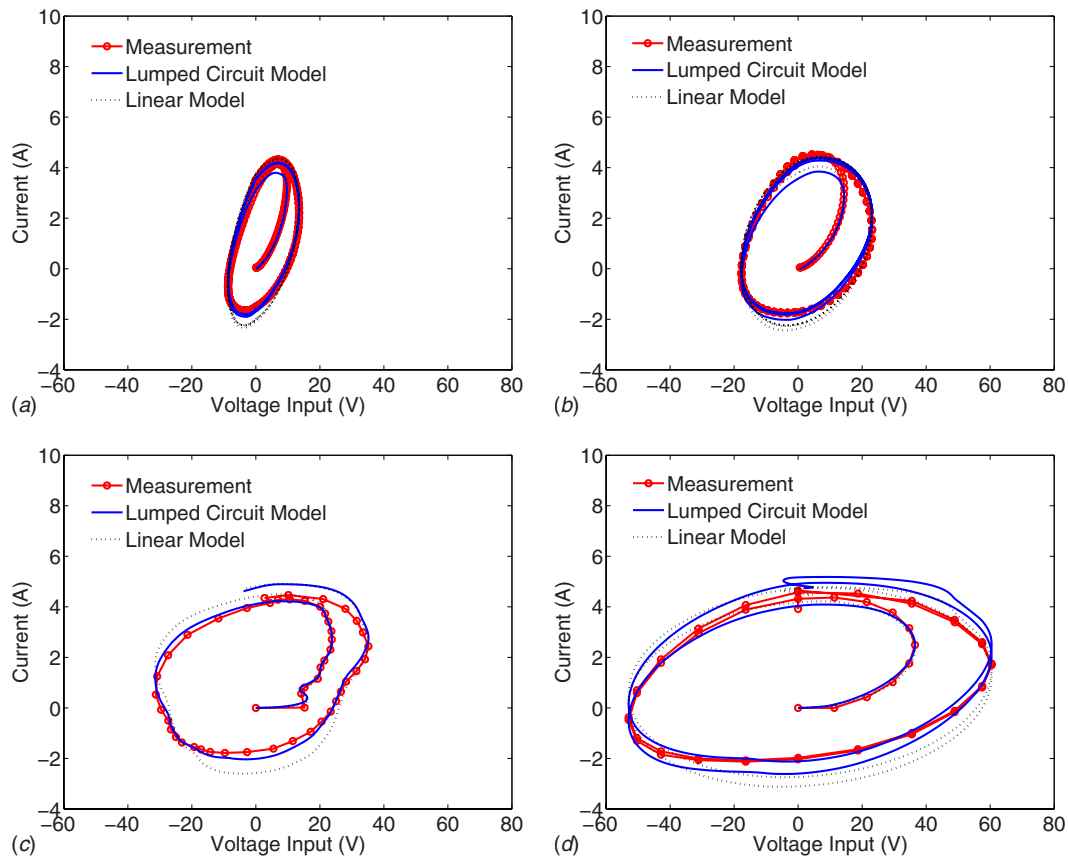 10
8
6
4
2
0
−2
−4
Current (A)
Measurement
Lumped Circuit Model
Linear Model
−60 −40 −20 0 20 40 60 80
(a) Voltage Input (V)
10
8
6
4
2
0
−2
−4
Current (A)
Measurement
Lumped Circuit Model
Linear Model
−60 −40 −20 0 20 40 60 80
(b) Voltage Input (V)
10
8
6
4
2
0
−2
−4
Current (A)
Measurement
Lumped Circuit Model
Linear Model
−60 −40 −20 0 20 40 60 80
(c) Voltage Input (V)
10
8
6
4
2
0
−2
−4
Current (A)
Measurement
Lumped Circuit Model
Linear Model
−60 −40 −20 0 20 40 60 80
(d) Voltage Input (V)